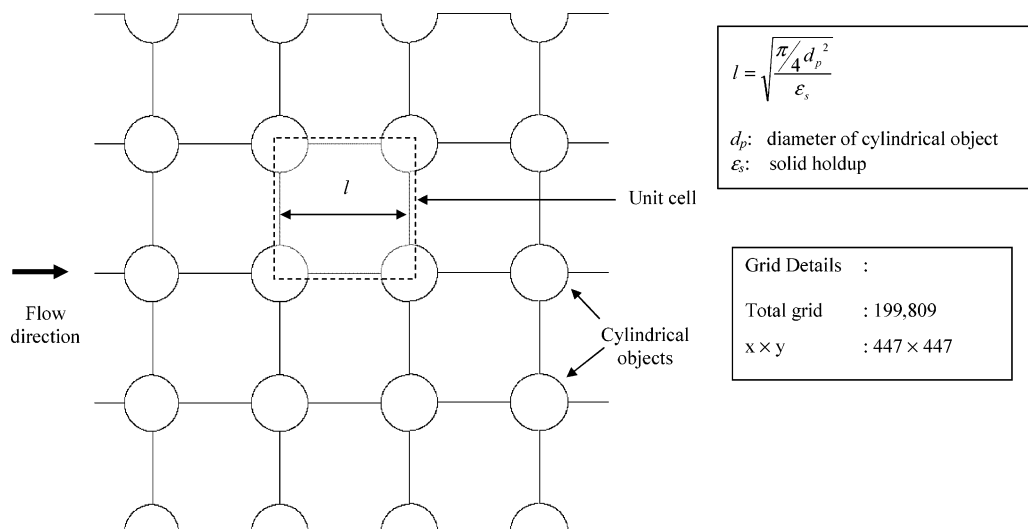 l = √((π/4 d_p²)/ε_s)
d_p: diameter of cylindrical object
ε_s: solid holdup
l
Unit cell
Flow
direction
Cylindrical
objects
Grid Details :
Total grid : 199,809
x × y : 447 × 447